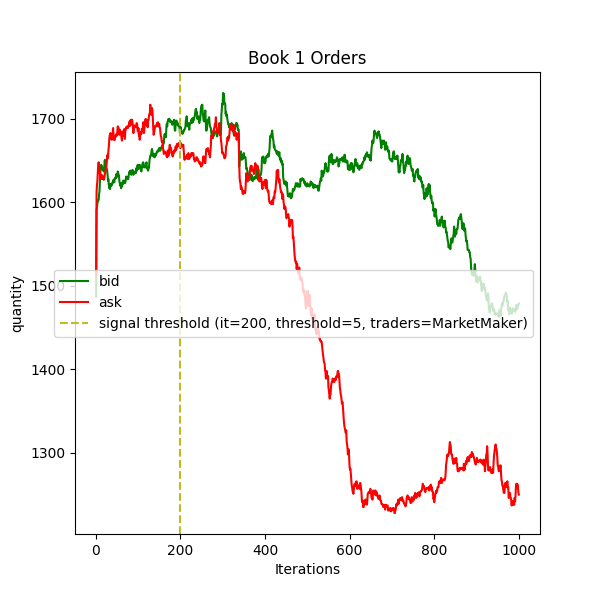 Book 1 Orders
quantity
1700
1600
1500
1400
1300
bid
ask
signal threshold (it=200, threshold=5, traders=MarketMaker)
0 200 400 600 800 1000
Iterations